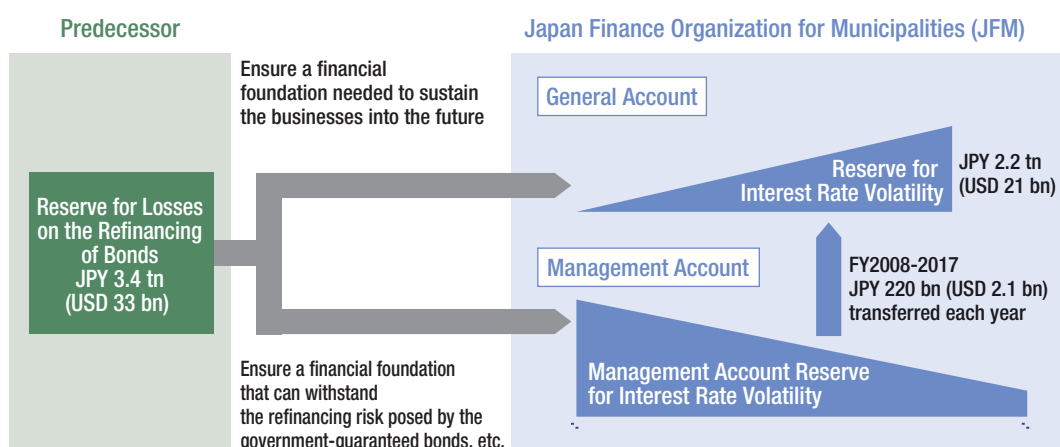 Predecessor
Japan Finance Organization for Municipalities (JFM)
Ensure a financial
foundation needed to sustain
the businesses into the future
General Account
Reserve for Losses
on the Refinancing
of Bonds
JPY 3.4 tn
(USD 33 bn)
Reserve for
Interest Rate Volatility
JPY 2.2 tn
(USD 21 bn)
Management Account
FY2008-2017
JPY 220 bn (USD 2.1 bn)
transferred each year
Management Account Reserve
for Interest Rate Volatility
Ensure a financial foundation
that can withstand
the refinancing risk posed by the
government-guaranteed bonds, etc.